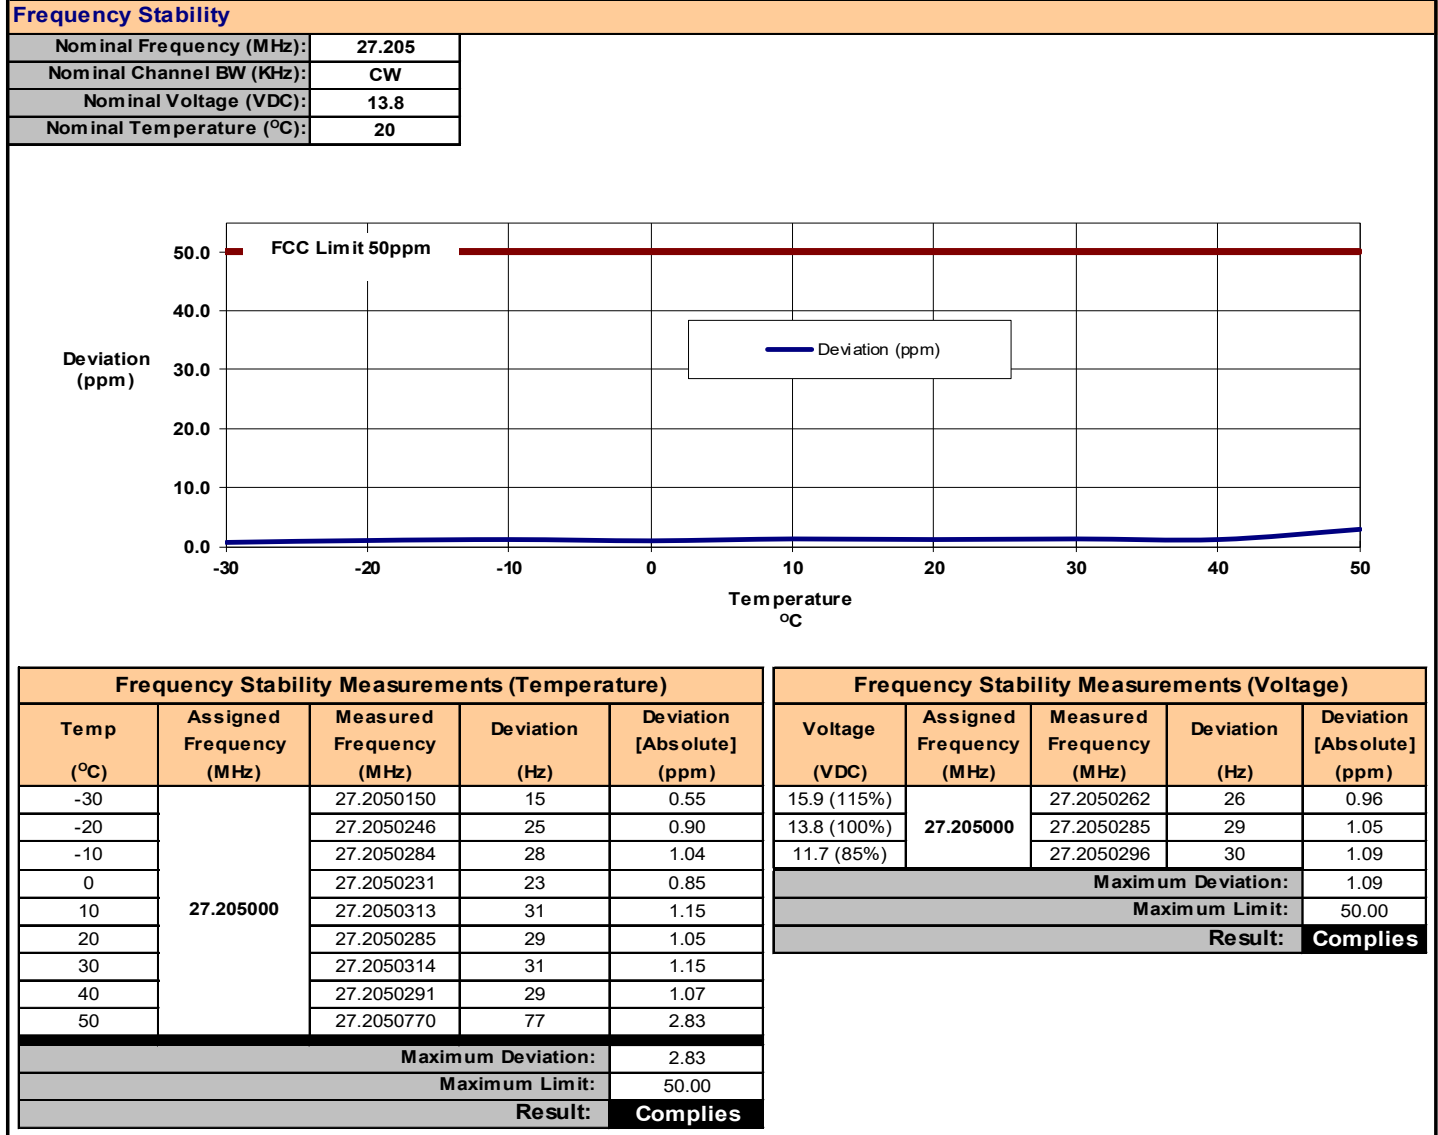 Frequency Stability
Nominal Frequency (MHz): 27.205
Nominal Channel BW (KHz): CW
Nominal Voltage (VDC): 13.8
Nominal Temperature (ᴼC): 20
FCC Limit 50ppm
50.0
40.0
30.0
20.0
10.0
0.0
Deviation
(ppm)
Deviation (ppm)
-30 -20 -10 0 10 20 30 40 50
Temperature
ᴼC
Frequency Stability Measurements (Temperature)
Temp Assigned Measured Deviation Deviation
Frequency Frequency [Absolute]
(ᴼC) (MHz) (MHz) (Hz) (ppm)
-30 27.2050150 15 0.55
-20 27.2050246 25 0.90
-10 27.2050284 28 1.04
0 27.2050231 23 0.85
10 27.205000 27.2050313 31 1.15
20 27.2050285 29 1.05
30 27.2050314 31 1.15
40 27.2050291 29 1.07
50 27.2050770 77 2.83
Maximum Deviation: 2.83
Maximum Limit: 50.00
Result: Complies
Frequency Stability Measurements (Voltage)
Voltage Assigned Measured Deviation Deviation
Frequency Frequency [Absolute]
(VDC) (MHz) (MHz) (Hz) (ppm)
15.9 (115%) 27.2050262 26 0.96
13.8 (100%) 27.205000 27.2050285 29 1.05
11.7 (85%) 27.2050296 30 1.09
Maximum Deviation: 1.09
Maximum Limit: 50.00
Result: Complies